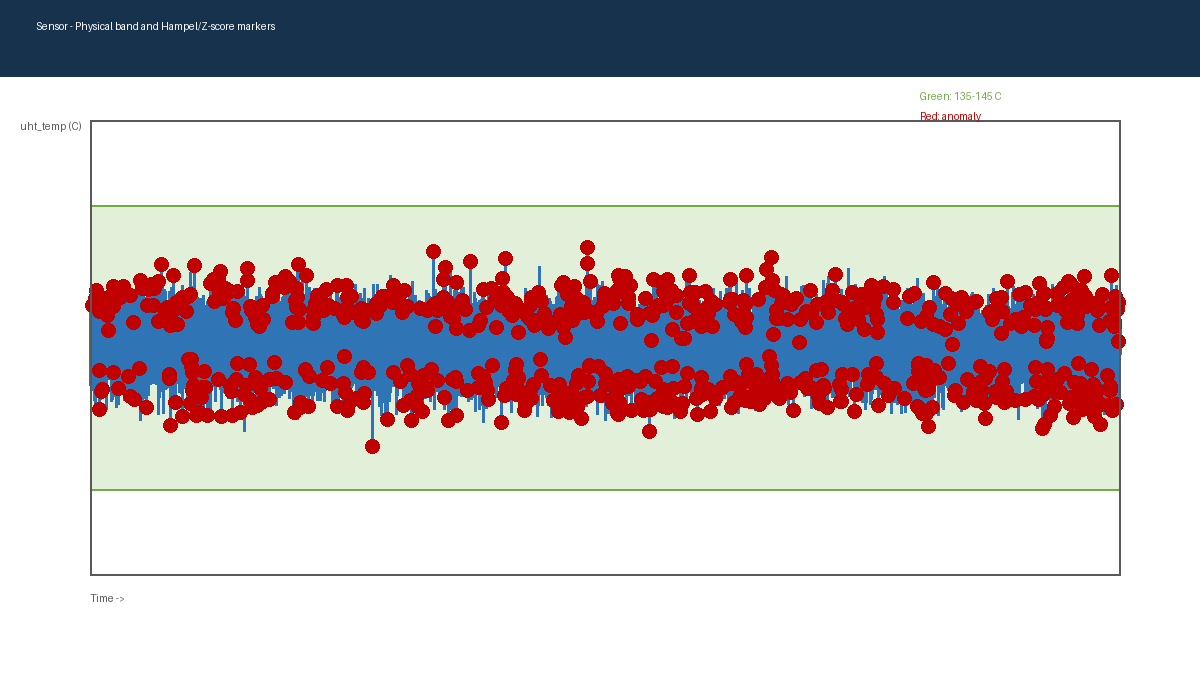 Sensor - Physical band and Hampel/Z-score markers
Green: 135-145 C
Red: anomaly
uht_temp (C)
Time ->